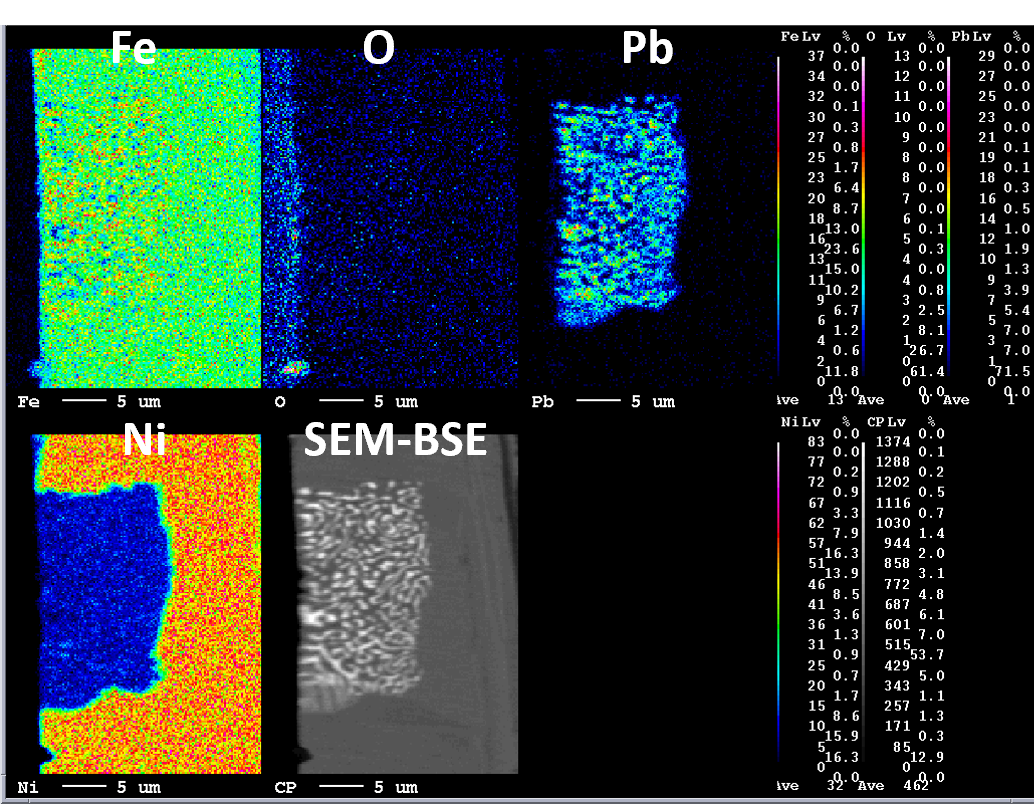 Fe O Pb
Fe Lv % O Lv % Pb Lv %
0.0 0.0 0.0
37 13 29
0.0 0.0 0.0
34 12 27
0.0 0.0 0.0
32 11 25
0.1 0.0 0.0
30 10 23
0.3 0.0 0.0
27 9 21
0.8 0.0 0.1
25 8 19
1.7 0.0 0.1
23 8 18
6.4 0.0 0.3
20 7 16
8.7 0.0 0.5
18 6 14
13.0 0.1 1.0
16 5 12
23.6 0.3 1.9
13 4 10
15.0 0.0 1.3
11 4 9
10.2 0.8 3.9
9 3 7
6.7 2.5 5.4
6 2 5
1.2 8.1 7.0
4 1 3
0.6 26.7 7.0
2 0 1
11.8 61.4 71.5
0 0 0
0.0 0.0 0.0
Fe 5 um O 5 um Pb 5 um
Ave 13 Ave 0 Ave 1
Ni SEM-BSE
Ni Lv % CP Lv %
0.0 0.0
83 1374
0.0 0.1
77 1288
0.2 0.2
72 1202
0.9 0.5
67 1116
3.3 0.7
62 1030
7.9 1.4
57 944
16.3 2.0
51 858
13.9 3.1
46 772
8.5 4.8
41 687
3.6 6.1
36 601
1.3 7.0
31 515
0.9 53.7
25 429
0.7 5.0
20 343
1.7 1.1
15 257
8.6 1.3
10 171
15.9 0.3
5 85
16.3 12.9
0 0
0.0 0.0
Ni 5 um CP 5 um
Ave 32 Ave 462